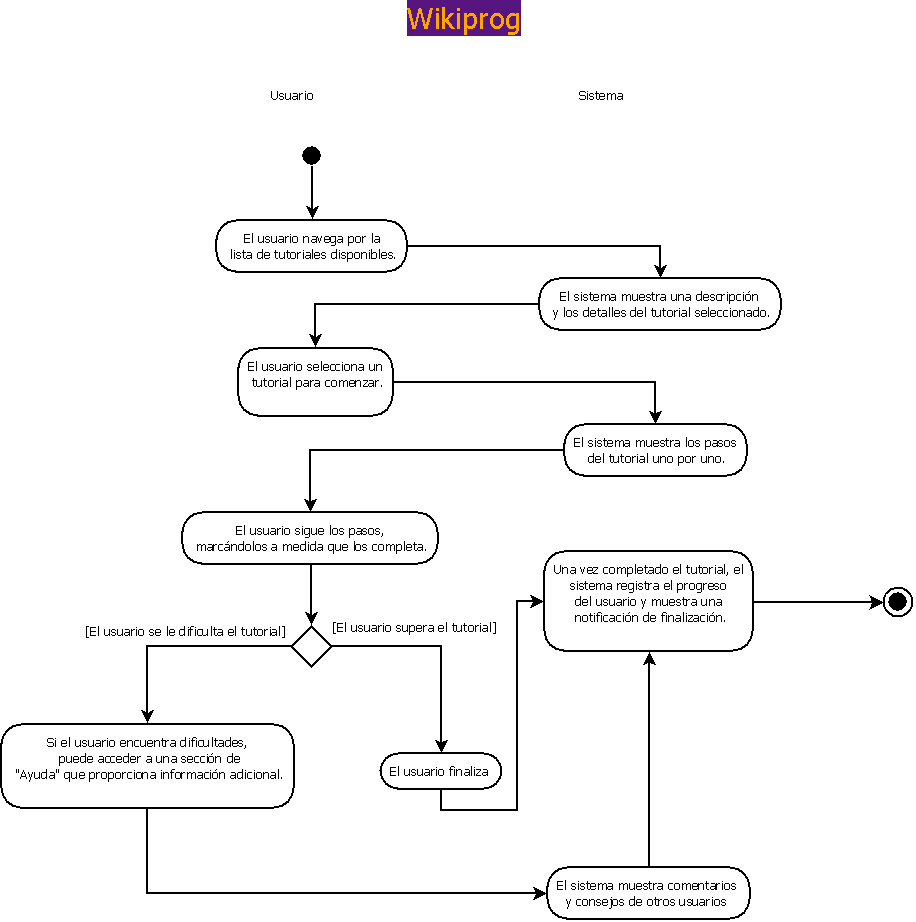 Wikiprog
Usuario
Sistema
El usuario navega por la
lista de tutoriales disponibles.
El sistema muestra una descripción
y los detalles del tutorial seleccionado.
El usuario selecciona un
tutorial para comenzar.
El sistema muestra los pasos
del tutorial uno por uno.
El usuario sigue los pasos,
marcándolos a medida que los completa.
Una vez completado el tutorial, el
sistema registra el progreso
del usuario y muestra una
notificación de finalización.
[El usuario se le dificulta el tutorial]
[El usuario supera el tutorial]
Si el usuario encuentra dificultades,
puede acceder a una sección de
"Ayuda" que proporciona información adicional.
El usuario finaliza
El sistema muestra comentarios
y consejos de otros usuarios